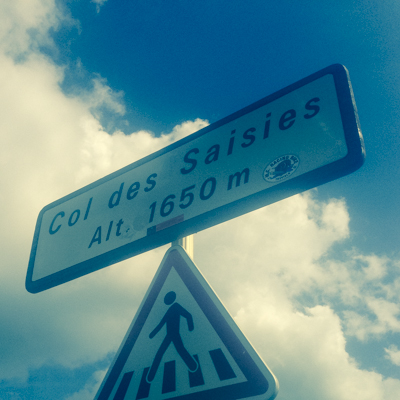 Col des Saisies
Alt. 1650 m